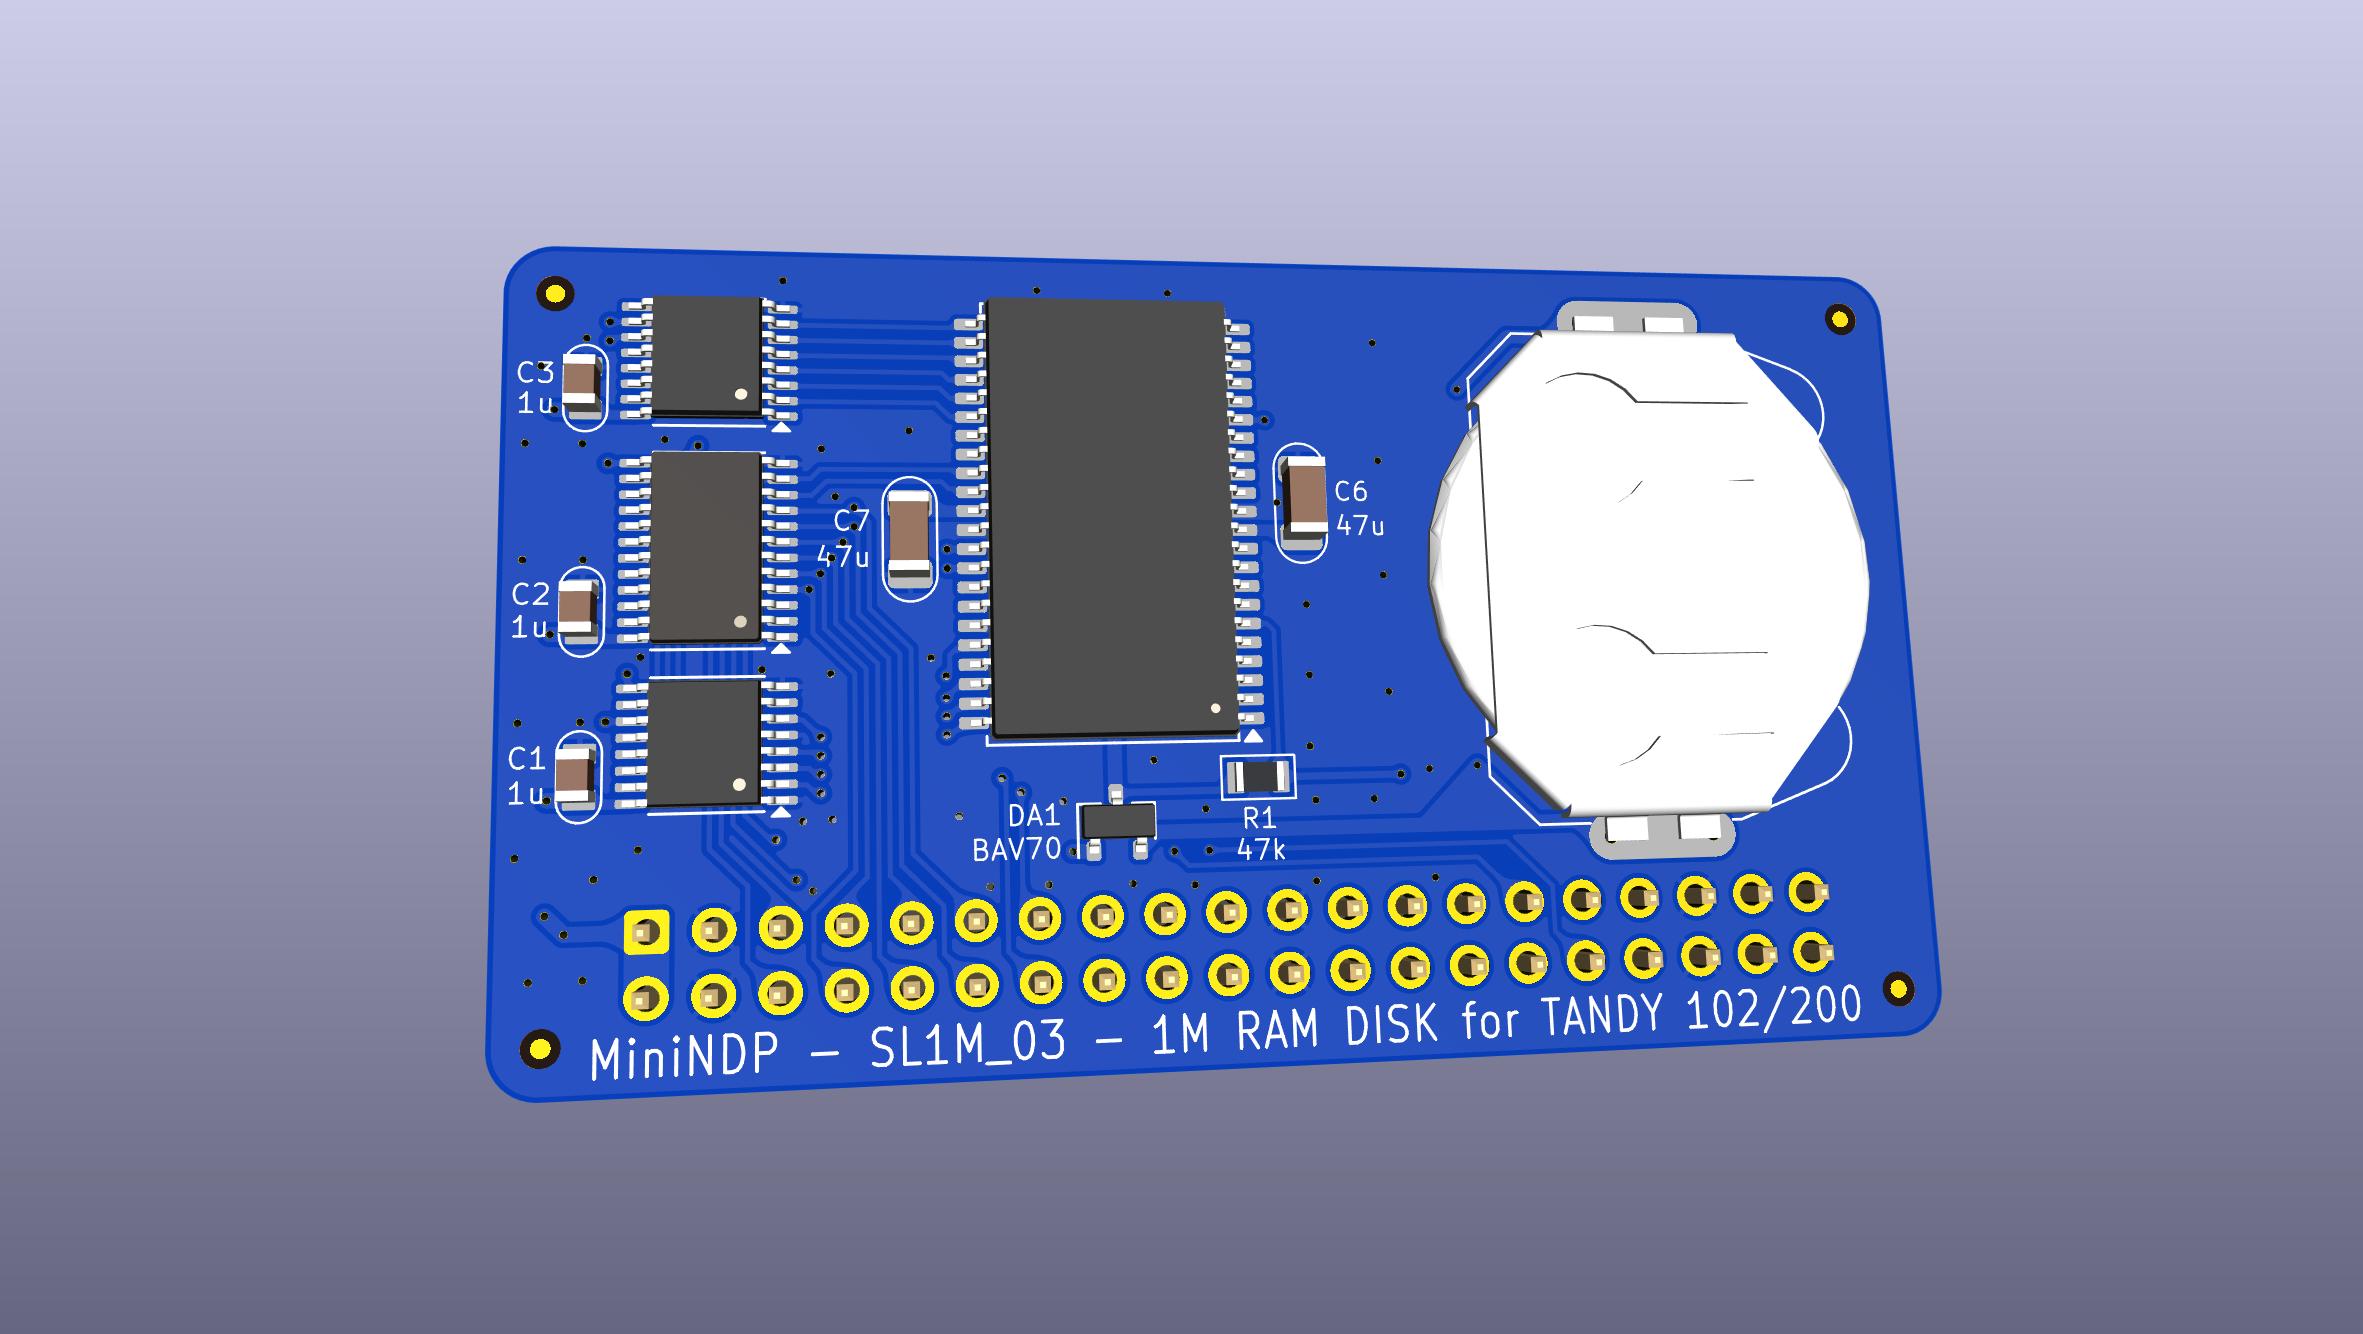 C3
1u
C7
47u
C6
47u
C2
1u
C1
1u
DA1
BAV70
R1
47k
MiniNDP - SL1M_03 - 1M RAM DISK for TANDY 102/200